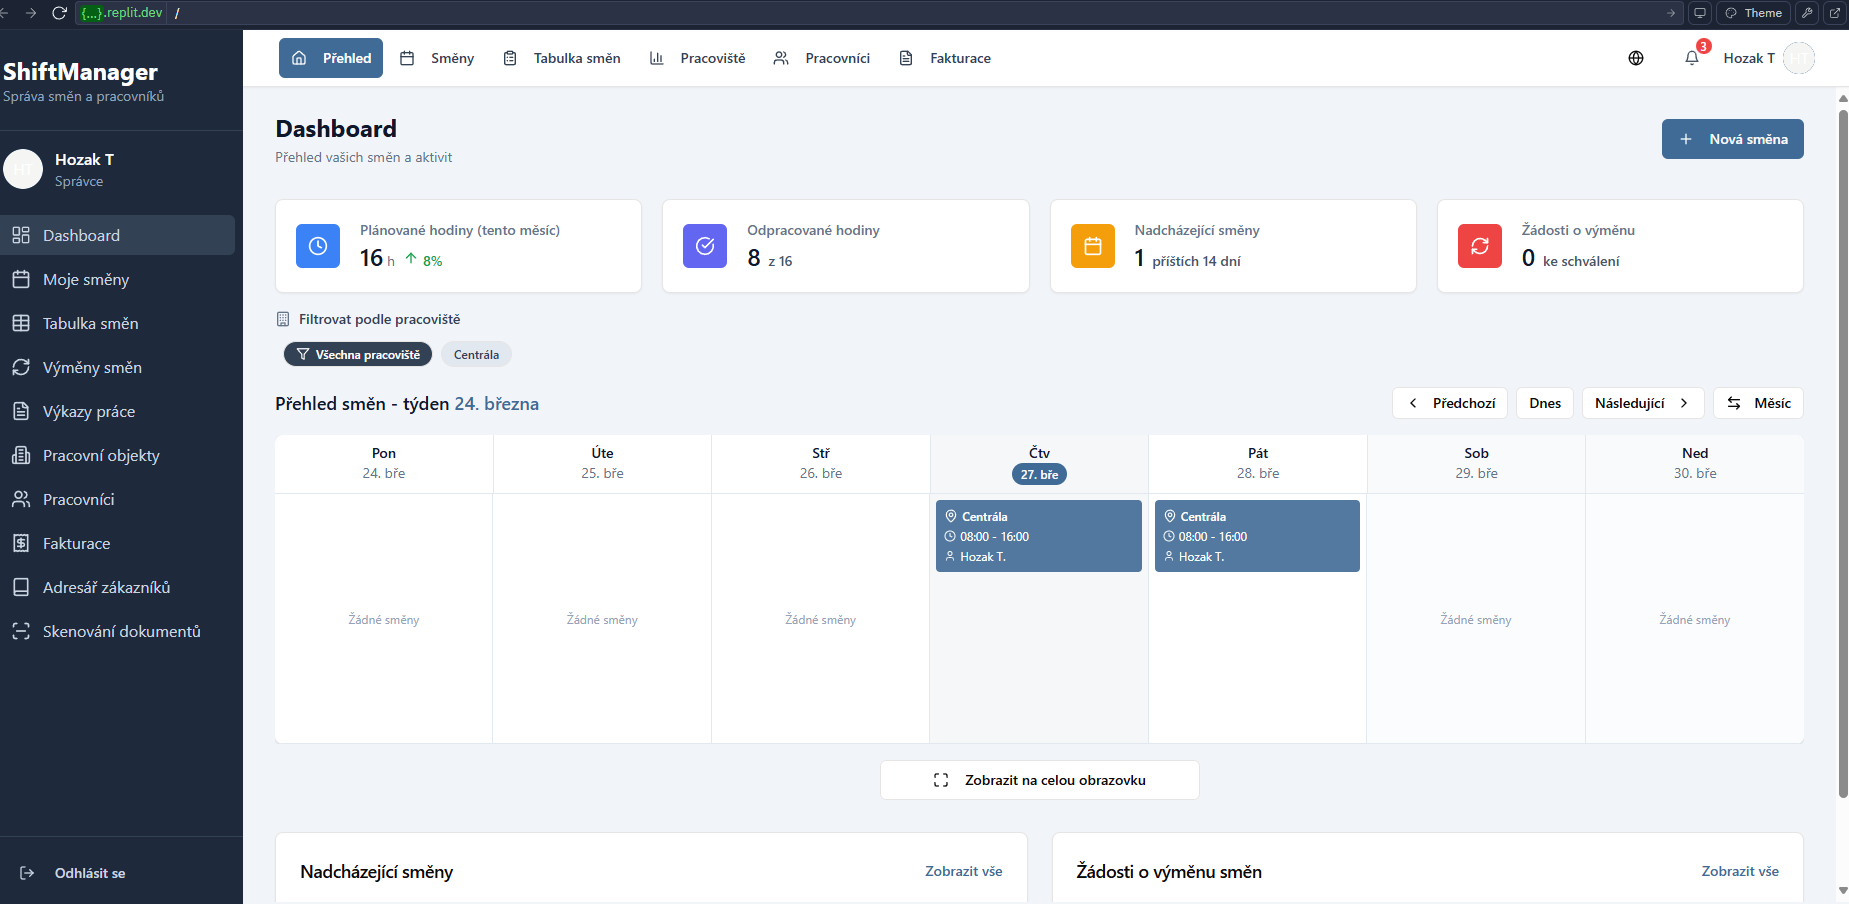 {...}.replit.dev /
Theme
ShiftManager
Správa směn a pracovníků
Hozak T
Správce
Dashboard
Moje směny
Tabulka směn
Výměny směn
Výkazy práce
Pracovní objekty
Pracovníci
Fakturace
Adresář zákazníků
Skenování dokumentů
Odhlásit se
Přehled
Směny
Tabulka směn
Pracoviště
Pracovníci
Fakturace
3
Hozak T
HT
Dashboard
Přehled vašich směn a aktivit
Nová směna
Plánované hodiny (tento měsíc)
16 h 8%
Odpracované hodiny
8 z 16
Nadcházející směny
1 příštích 14 dní
Žádosti o výměnu
0 ke schválení
Filtrovat podle pracoviště
Všechna pracoviště
Centrála
Přehled směn - týden 24. března
Předchozí
Dnes
Následující
Měsíc
Pon
24. bře
Úte
25. bře
Stř
26. bře
Čtv
27. bře
Pát
28. bře
Sob
29. bře
Ned
30. bře
Žádné směny
Žádné směny
Žádné směny
Centrála
08:00 - 16:00
Hozak T.
Centrála
08:00 - 16:00
Hozak T.
Žádné směny
Žádné směny
Zobrazit na celou obrazovku
Nadcházející směny
Zobrazit vše
Žádosti o výměnu směn
Zobrazit vše